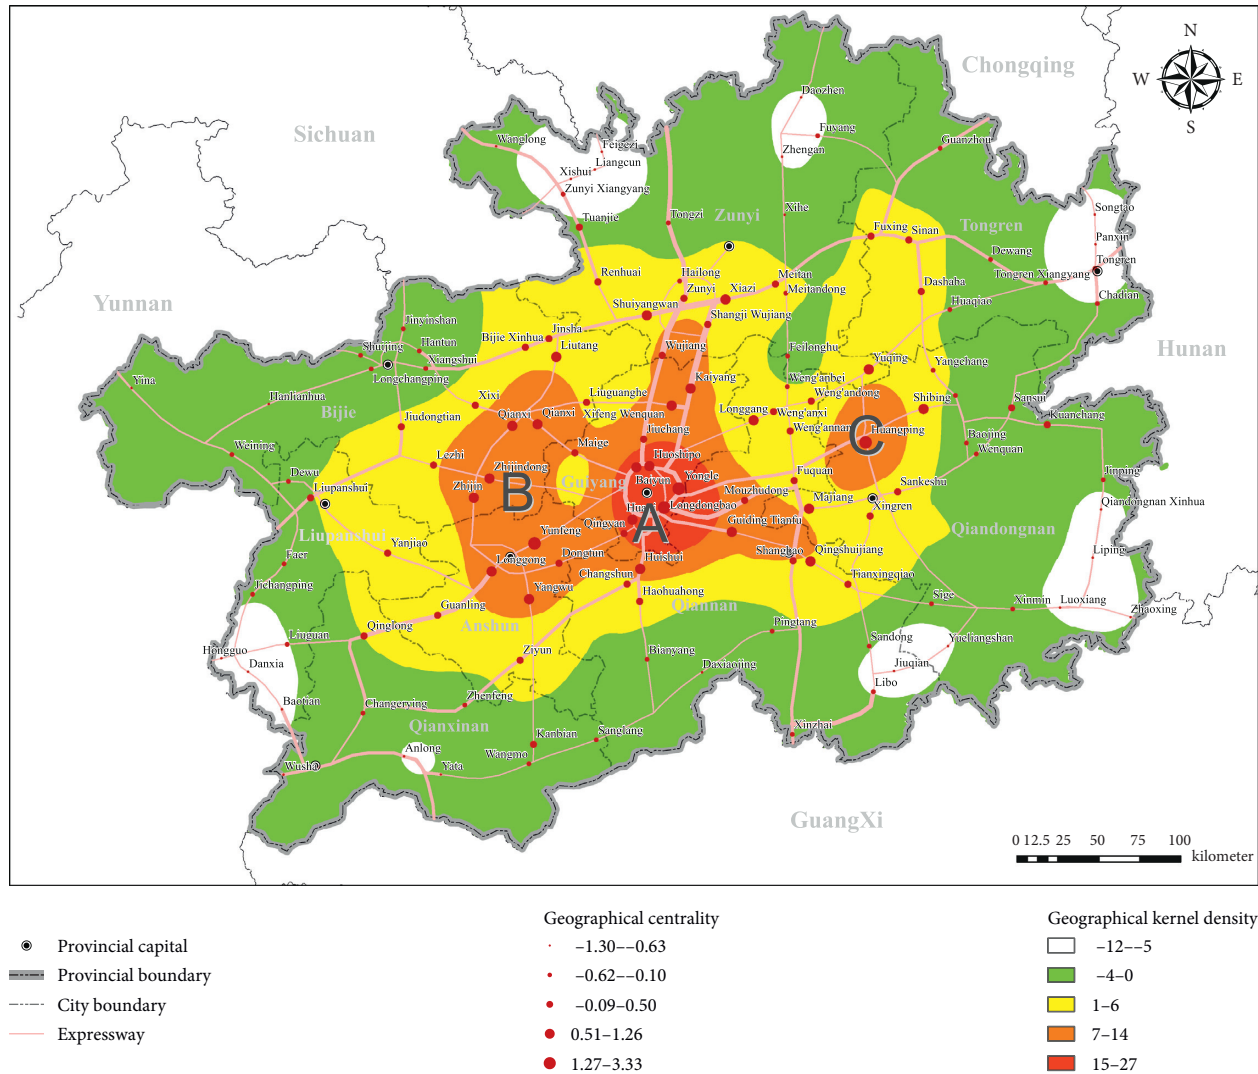 N
W E
S
Chongqing
Sichuan
Yunnan
Hunan
GuangXi
Zunyi
Tongren
Bijie
Guiyang
Liupanshui
Anshun
Qiannan
Qiandongnan
Qianxinan
A
B
C
Daozhen
Fuyang
Zhengan
Guanzhou
Wanglong
Feigezi
Liangcun
Xishui
Zunyi Xiangyang
Tuanjie
Tongzi
Xihe
Fuxing
Sinan
Songtao
Panxin
Tongren
Dewang
Tongren Xiangyang
Chadian
Dashaba
Huaqiao
Renhuai
Hailong
Zunyi
Xiazi
Meitan
Meitandong
Shuiyangwan
Shangji Wujiang
Jinyinshan
Shuijing
Hantun
Xiangshui
Longchangping
Bijie Xinhua
Jinsha
Liutang
Wujiang
Feilonghu
Yuqing
Yangchang
Yina
Hanlianhua
Jiudongtian
Xixi
Liuguanghe
Kaiyang
Weng'anbei
Weng'andong
Shibing
Sansui
Kuanchang
Qianxi
Qianxi
Xifeng Wenquan
Longgang
Weng'anxi
Weng'annan
Huangping
Baojing
Wenquan
Jiuchang
Maige
Huoshipo
Weining
Lezhi
Dewu
Liupanshui
Zhijindong
Zhijin
Baiyun
Yongle
Mouzhudong
Fuquan
Majiang
Sankeshu
Xingren
Jinping
Qiandongnan Xinhua
Longdongbao
Qingyan
Guiding Tiantu
Yunfeng
Dongtun
Yanjiao
Longgong
Huishui
Shangbao
Qingshuijiang
Liping
Faer
Jichangping
Changshun
Haohuahong
Yangwu
Tianxingqiao
Guanling
Sige
Xinmin
Luoxiang
Zhaoxing
Qinglong
Pingtang
Sandong
Yueliangshan
Liuguan
Hongguo
Danxia
Ziyun
Bianyang
Daxiaojing
Jiuqian
Libo
Baotian
Zhenfeng
Xinzhai
Kanbian
Sanglang
Anlong
Wangmo
Yata
0 12.5 25 50 75 100
kilometer
Geographical centrality
Geographical kernel density
Provincial capital
–1.30––0.63
–12––5
Provincial boundary
–0.62––0.10
–4–0
City boundary
–0.09–0.50
1–6
Expressway
0.51–1.26
7–14
1.27–3.33
15–27